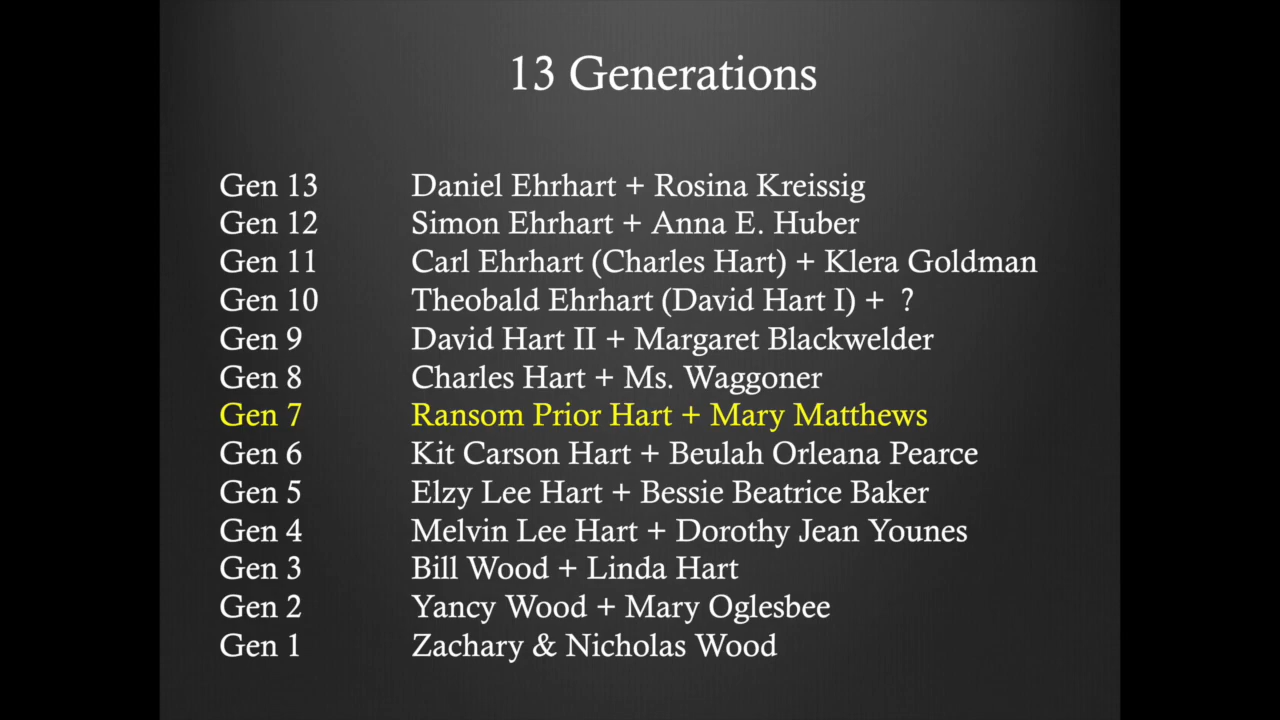 13 Generations
Gen 13 Daniel Ehrhart + Rosina Kreissig
Gen 12 Simon Ehrhart + Anna E. Huber
Gen 11 Carl Ehrhart (Charles Hart) + Klera Goldman
Gen 10 Theobald Ehrhart (David Hart I) + ?
Gen 9 David Hart II + Margaret Blackwelder
Gen 8 Charles Hart + Ms. Waggoner
Gen 7 Ransom Prior Hart + Mary Matthews
Gen 6 Kit Carson Hart + Beulah Orleana Pearce
Gen 5 Elzy Lee Hart + Bessie Beatrice Baker
Gen 4 Melvin Lee Hart + Dorothy Jean Younes
Gen 3 Bill Wood + Linda Hart
Gen 2 Yancy Wood + Mary Oglesbee
Gen 1 Zachary & Nicholas Wood